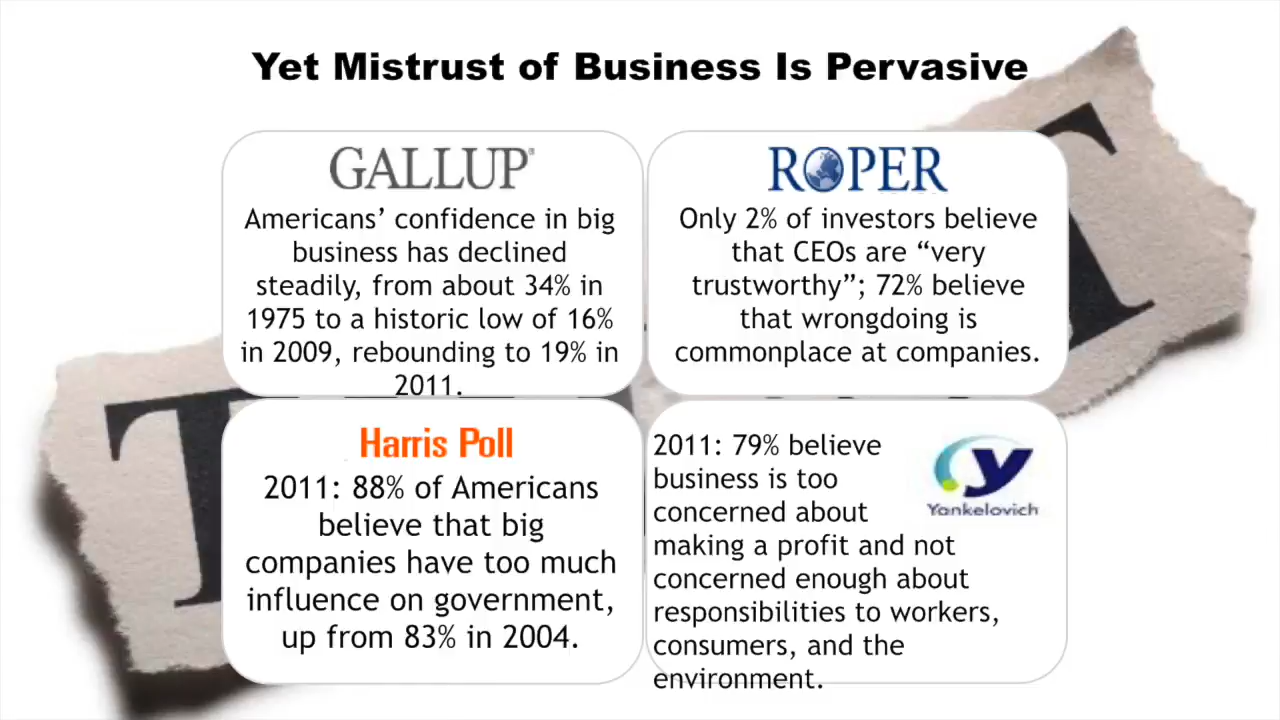 Yet Mistrust of Business Is Pervasive
GALLUP®
Americans’ confidence in big
business has declined
steadily, from about 34% in
1975 to a historic low of 16%
in 2009, rebounding to 19% in
2011.
ROPER
Only 2% of investors believe
that CEOs are “very
trustworthy”; 72% believe
that wrongdoing is
commonplace at companies.
Harris Poll
2011: 88% of Americans
believe that big
companies have too much
influence on government,
up from 83% in 2004.
2011: 79% believe
business is too
concerned about
making a profit and not
concerned enough about
responsibilities to workers,
consumers, and the
environment.
Y
Yankelovich
T
T